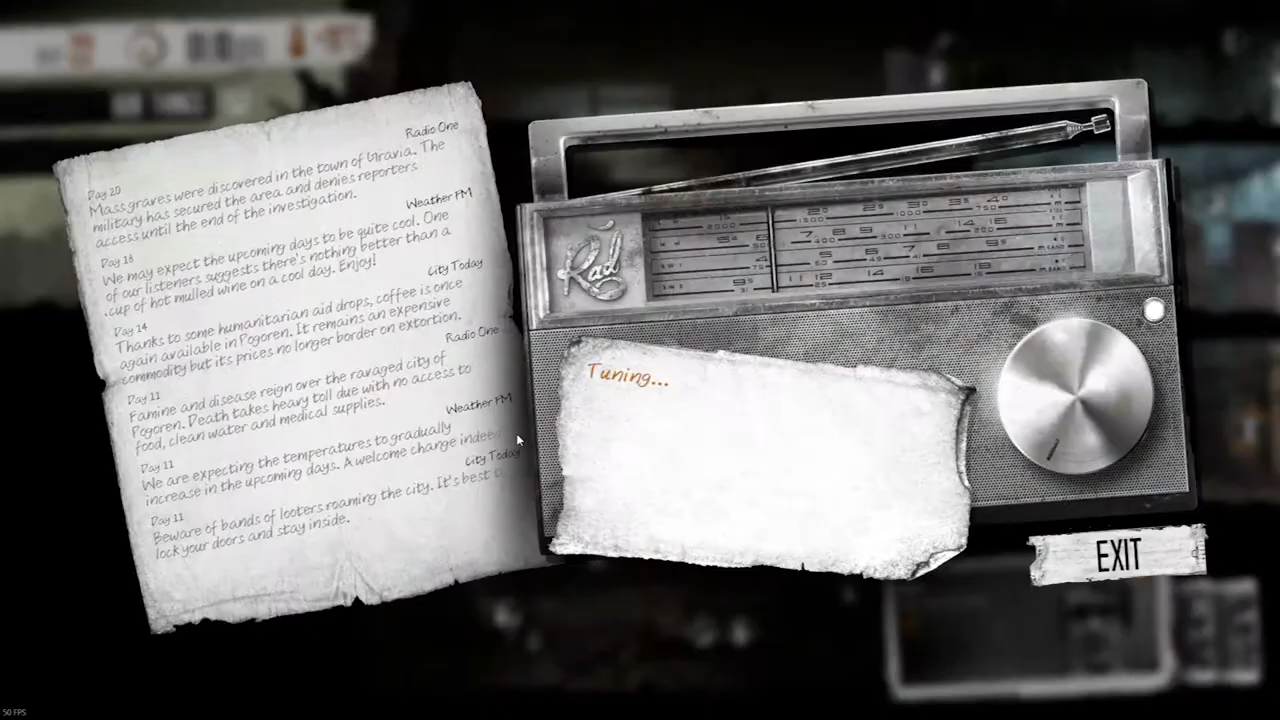 Radio One
Day 20
Mass graves were discovered in the town of Gravia. The
military has secured the area and denies reporters
access until the end of the investigation.
Weather FM
Day 18
We may expect the upcoming days to be quite cool. One
of our listeners suggests there's nothing better than a
cup of hot mulled wine on a cool day. Enjoy!
City Today
Day 14
Thanks to some humanitarian aid drops, coffee is once
again available in Pogoren. It remains an expensive
commodity but its prices no longer border on extortion.
Radio One
Day 11
Famine and disease reign over the ravaged city of
Pogoren. Death takes heavy toll due with no access to
food, clean water and medical supplies.
Weather FM
Day 11
We are expecting the temperatures to gradually
increase in the upcoming days. A welcome change indeed
City Today
Day 11
Beware of bands of looters roaming the city. It's best
lock your doors and stay inside.
Rad
Tuning...
EXIT
50 FPS